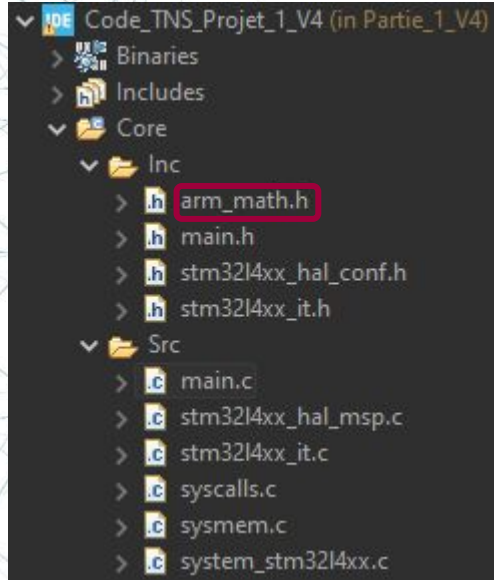 IDE Code_TNS_Projet_1_V4 (in Partie_1_V4)
Binaries
Includes
Core
Inc
.h arm_math.h
.h main.h
.h stm32l4xx_hal_conf.h
.h stm32l4xx_it.h
Src
.c main.c
.c stm32l4xx_hal_msp.c
.c stm32l4xx_it.c
.c syscalls.c
.c sysmem.c
.c system_stm32l4xx.c